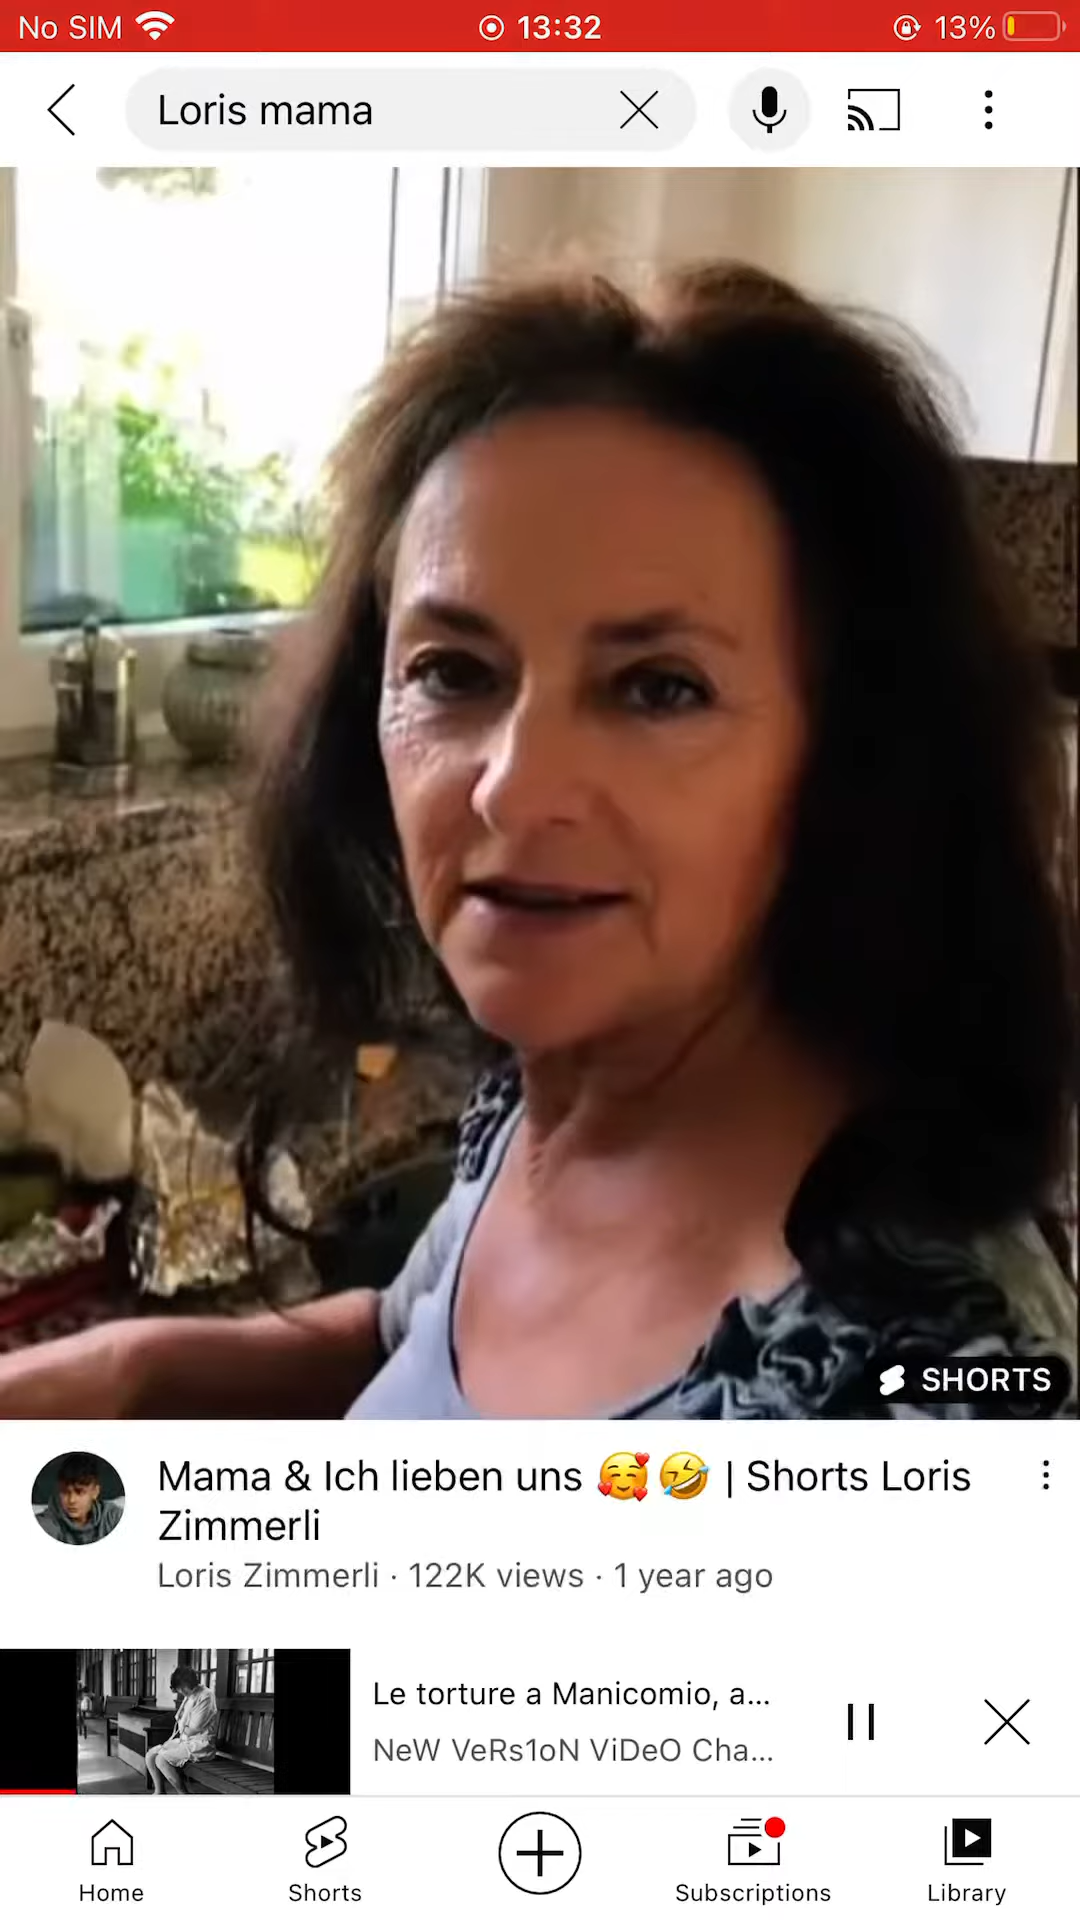 No SIM 13:32 13%
Loris mama
SHORTS
Mama & Ich lieben uns 🥰🤣 | Shorts Loris
Zimmerli
Loris Zimmerli · 122K views · 1 year ago
Le torture a Manicomio, a...
NeW VeRs1oN ViDeO Cha...
Home Shorts Subscriptions Library